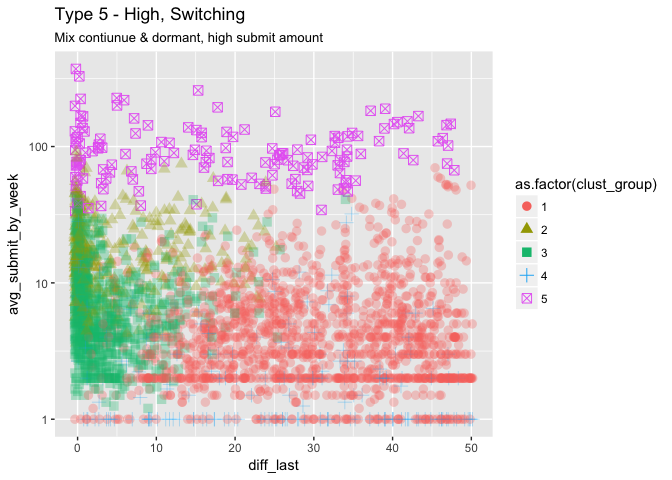 Type 5 - High, Switching
Mix contiunue & dormant, high submit amount
avg_submit_by_week
100
10
1
0
10
20
30
40
50
diff_last
as.factor(clust_group)
1
2
3
4
5